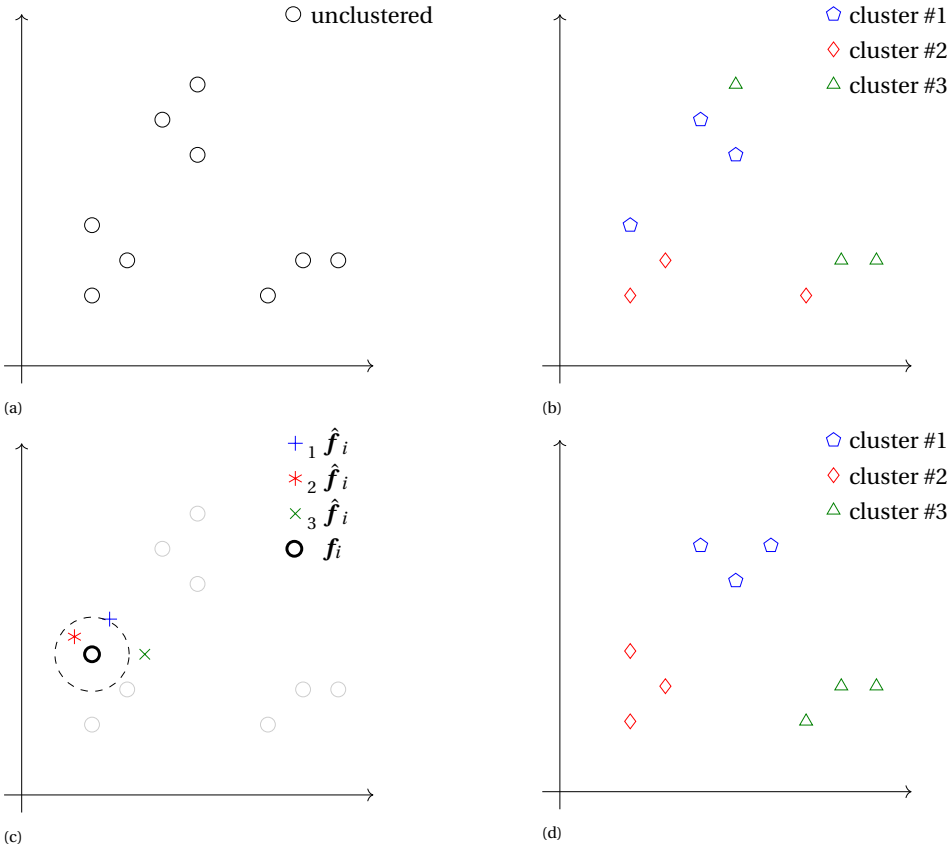 unclustered
(a)
cluster #1
cluster #2
cluster #3
(b)
₁ f̂ᵢ
₂ f̂ᵢ
₃ f̂ᵢ
fᵢ
(c)
cluster #1
cluster #2
cluster #3
(d)